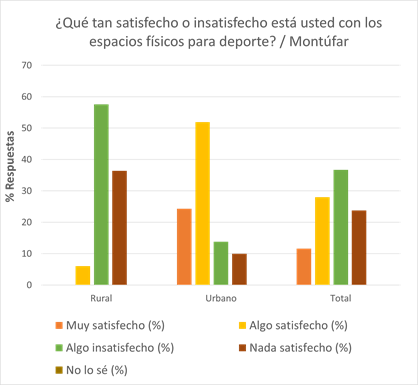 ¿Qué tan satisfecho o insatisfecho está usted con los
espacios físicos para deporte? / Montúfar
70
60
50
40
30
20
10
0
% Respuestas
Rural
Urbano
Total
Muy satisfecho (%)
Algo satisfecho (%)
Algo insatisfecho (%)
Nada satisfecho (%)
No lo sé (%)